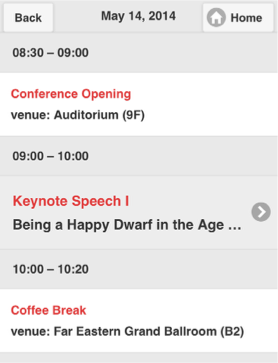 Back
May 14, 2014
Home
08:30 – 09:00
Conference Opening
venue: Auditorium (9F)
09:00 – 10:00
Keynote Speech I
Being a Happy Dwarf in the Age ...
10:00 – 10:20
Coffee Break
venue: Far Eastern Grand Ballroom (B2)